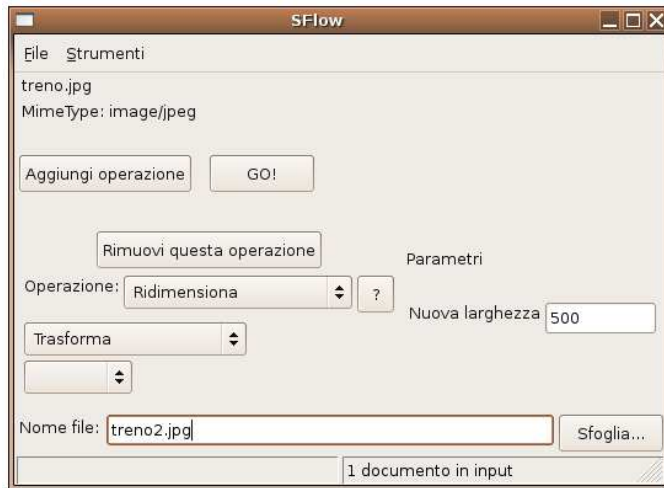 SFlow
File Strumenti
treno.jpg
MimeType: image/jpeg
Aggiungi operazione GO!
Rimuovi questa operazione
Parametri
Operazione: Ridimensiona ?
Nuova larghezza 500
Trasforma
Nome file: treno2.jpg Sfoglia...
1 documento in input